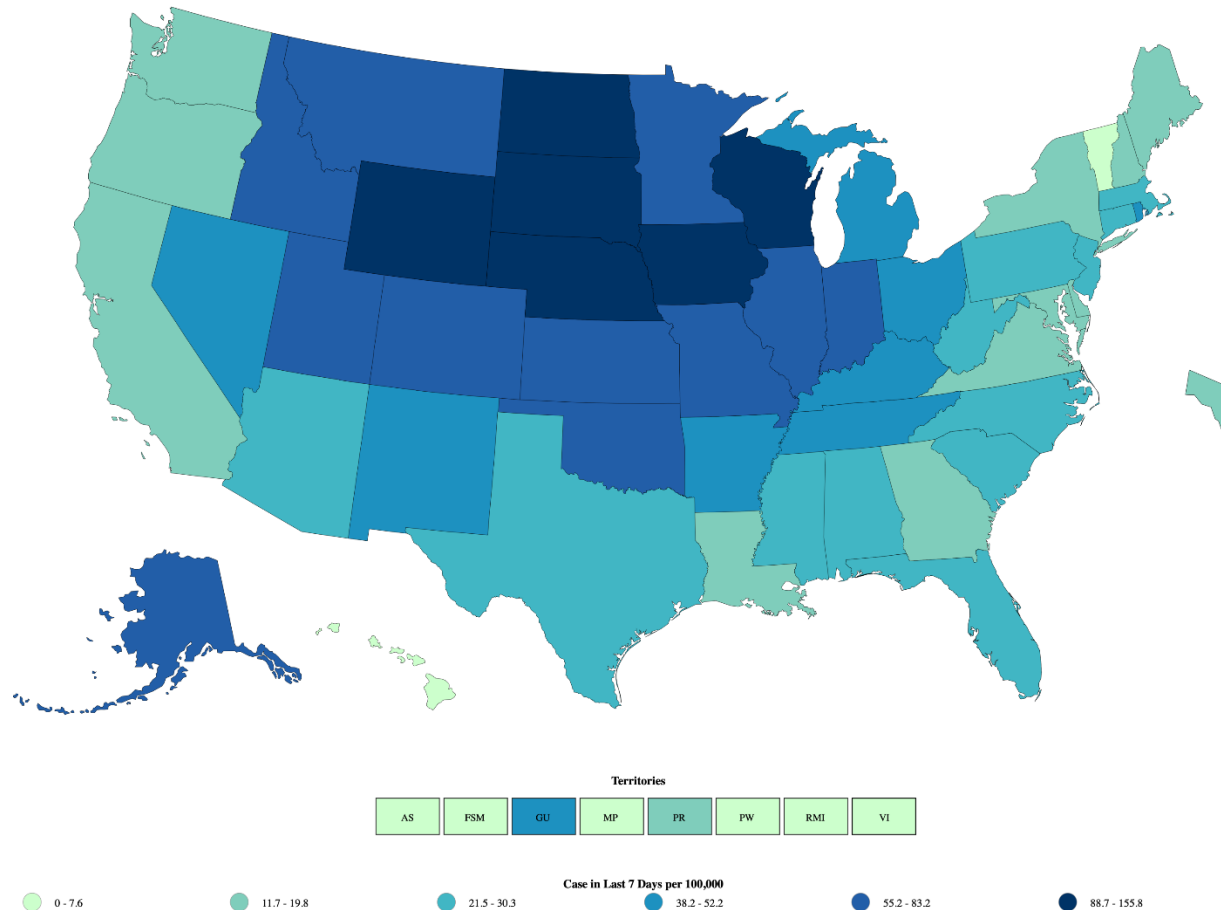 Territories
AS FSM GU MP PR PW RMI VI
Case in Last 7 Days per 100,000
0 - 7.6 11.7 - 19.8 21.5 - 30.3 38.2 - 52.2 55.2 - 83.2 88.7 - 155.8